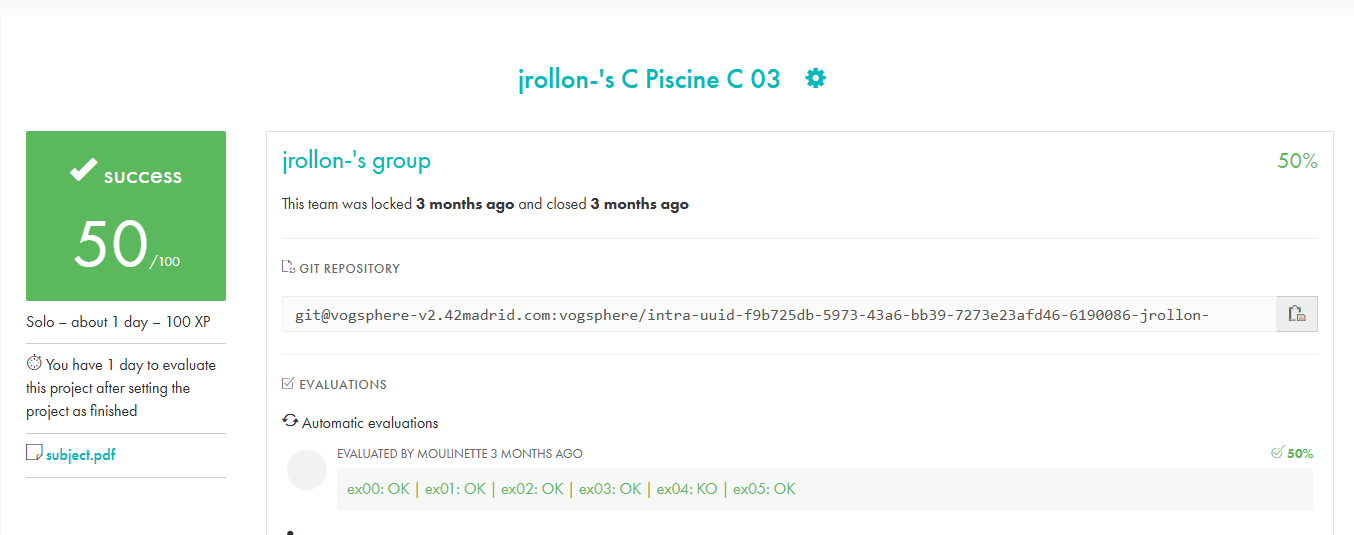 jrollon-'s C Piscine C 03
success
50/100
Solo – about 1 day – 100 XP
You have 1 day to evaluate
this project after setting the
project as finished
subject.pdf
jrollon-'s group
50%
This team was locked 3 months ago and closed 3 months ago
GIT REPOSITORY
git@vogsphere-v2.42madrid.com:vogsphere/intra-uuid-f9b725db-5973-43a6-bb39-7273e23afd46-6190086-jrollon-
EVALUATIONS
Automatic evaluations
EVALUATED BY MOULINETTE 3 MONTHS AGO
50%
ex00: OK | ex01: OK | ex02: OK | ex03: OK | ex04: KO | ex05: OK